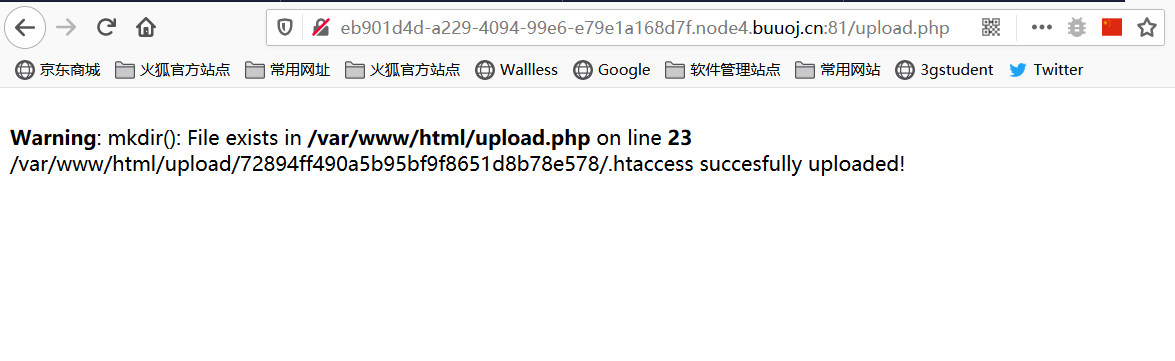 eb901d4d-a229-4094-99e6-e79e1a168d7f.node4.buuoj.cn:81/upload.php
京东商城 火狐官方站点 常用网址 火狐官方站点 Wallless Google 软件管理站点 常用网站 3gstudent Twitter
Warning: mkdir(): File exists in /var/www/html/upload.php on line 23
/var/www/html/upload/72894ff490a5b95bf9f8651d8b78e578/.htaccess succesfully uploaded!